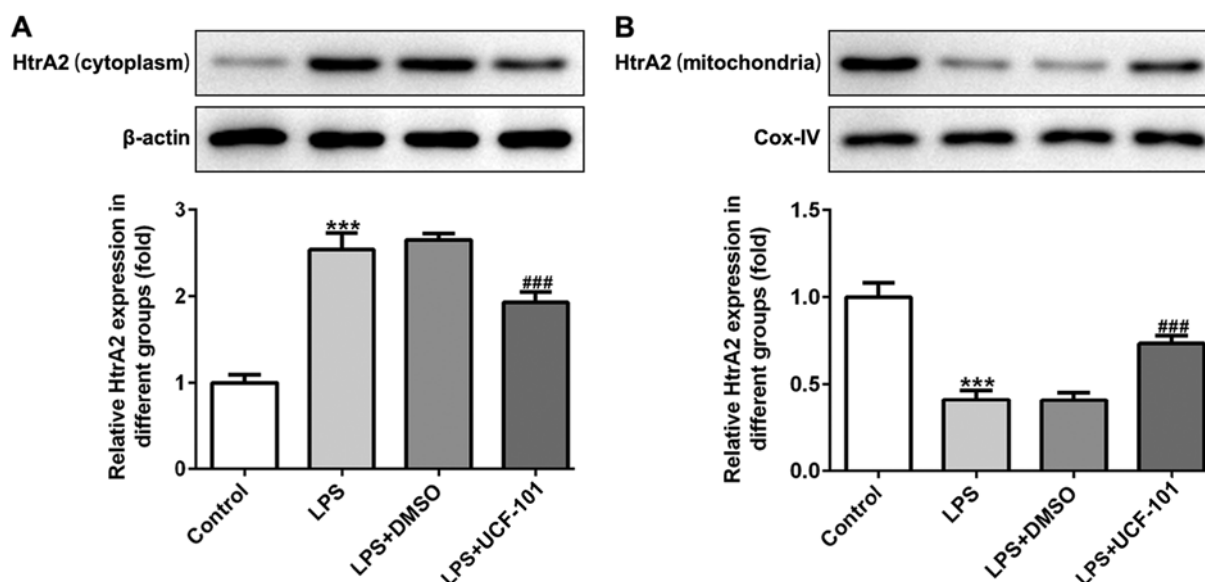 A
HtrA2 (cytoplasm)
β-actin
Relative HtrA2 expression in
different groups (fold)
3
2
1
0
***
###
Control
LPS
LPS+DMSO
LPS+UCF-101
B
HtrA2 (mitochondria)
Cox-IV
Relative HtrA2 expression in
different groups (fold)
1.5
1.0
0.5
0.0
***
###
Control
LPS
LPS+DMSO
LPS+UCF-101